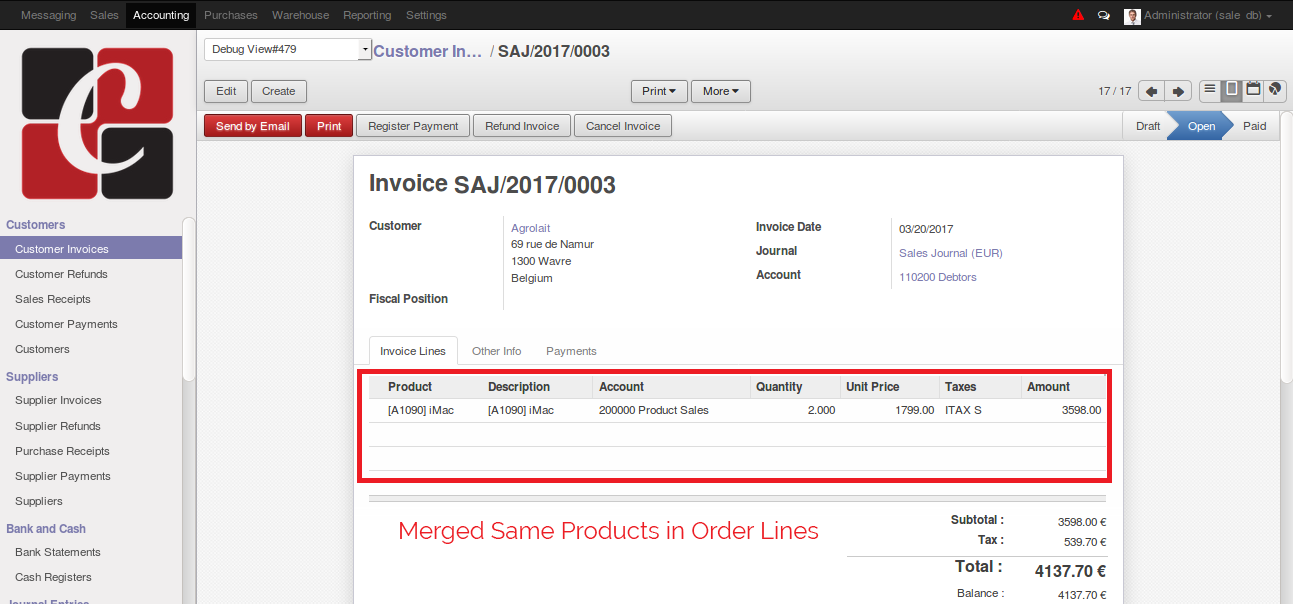 Messaging Sales Accounting Purchases Warehouse Reporting Settings Administrator (sale_db)
Debug View#479 Customer In... / SAJ/2017/0003
Edit Create Print More 17 / 17
Send by Email Print Register Payment Refund Invoice Cancel Invoice Draft Open Paid
C
Customers
Customer Invoices
Customer Refunds
Sales Receipts
Customer Payments
Customers
Suppliers
Supplier Invoices
Supplier Refunds
Purchase Receipts
Supplier Payments
Suppliers
Bank and Cash
Bank Statements
Cash Registers
Journal Entries
Invoice SAJ/2017/0003
Customer Agrolait
69 rue de Namur
1300 Wavre
Belgium
Fiscal Position
Invoice Date 03/20/2017
Journal Sales Journal (EUR)
Account 110200 Debtors
Invoice Lines Other Info Payments
Product Description Account Quantity Unit Price Taxes Amount
[A1090] iMac [A1090] iMac 200000 Product Sales 2.000 1799.00 ITAX S 3598.00
Merged Same Products in Order Lines
Subtotal : 3598.00 €
Tax : 539.70 €
Total : 4137.70 €
Balance : 4137.70 €